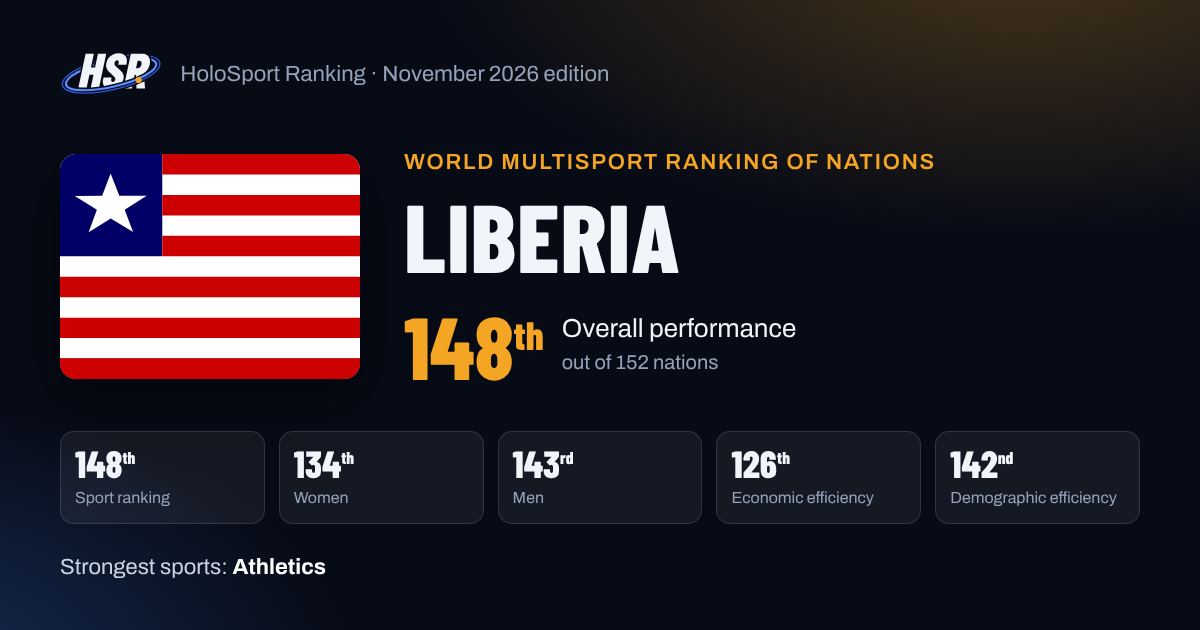 HSR
HoloSport Ranking · November 2026 edition
WORLD MULTISPORT RANKING OF NATIONS
LIBERIA
148th
Overall performance
out of 152 nations
148th
Sport ranking
134th
Women
143rd
Men
126th
Economic efficiency
142nd
Demographic efficiency
Strongest sports: Athletics